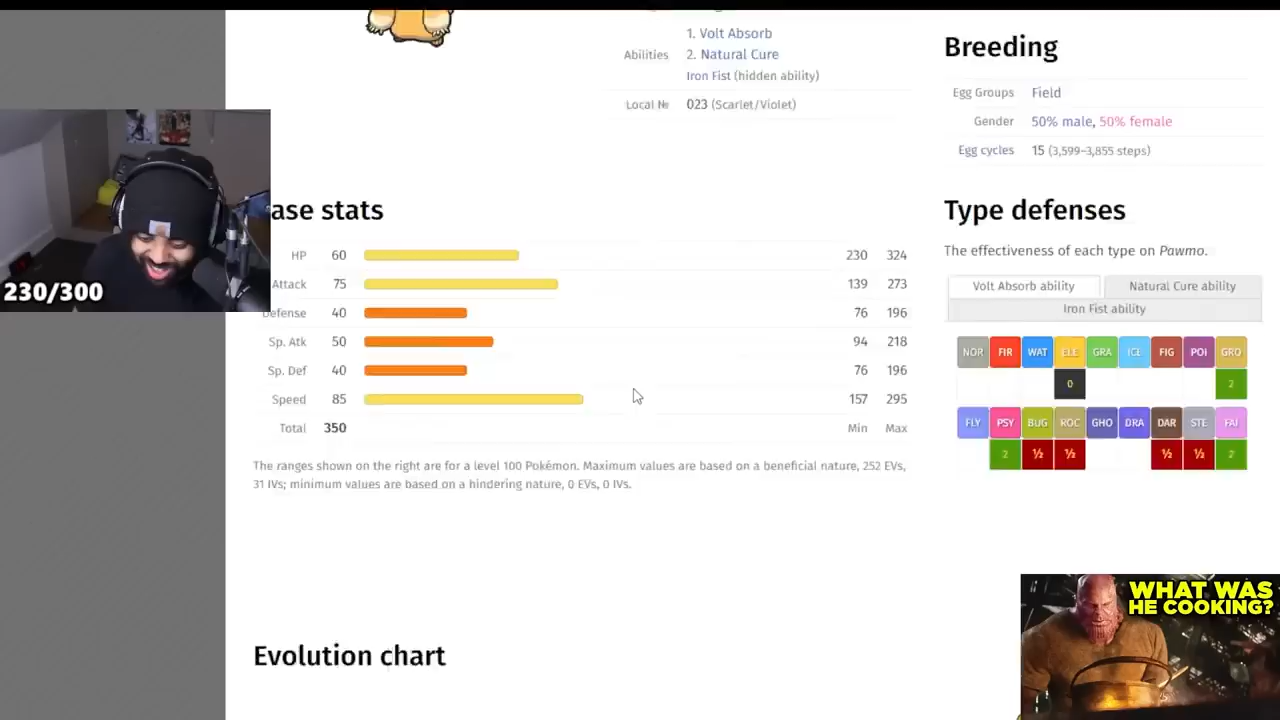 1. Volt Absorb
Abilities 2. Natural Cure
Iron Fist (hidden ability)
Local № 023 (Scarlet/Violet)
Breeding
Egg Groups Field
Gender 50% male, 50% female
Egg cycles 15 (3,599–3,855 steps)
230/300
ase stats
HP 60 230 324
Attack 75 139 273
Defense 40 76 196
Sp. Atk 50 94 218
Sp. Def 40 76 196
Speed 85 157 295
Total 350 Min Max
The ranges shown on the right are for a level 100 Pokémon. Maximum values are based on a beneficial nature, 252 EVs,
31 IVs; minimum values are based on a hindering nature, 0 EVs, 0 IVs.
Type defenses
The effectiveness of each type on Pawmo.
Volt Absorb ability Natural Cure ability
Iron Fist ability
NOR FIR WAT ELE GRA ICE FIG POI GRO
0 2
FLY PSY BUG ROC GHO DRA DAR STE FAI
2 ½ ½ ½ ½ 2
Evolution chart
WHAT WAS
HE COOKING?